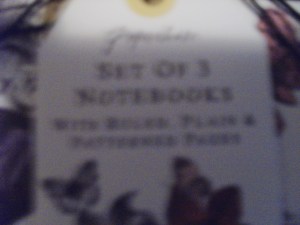 Set Of 3
Notebooks
With Ruled, Plain &
Patterned Pages